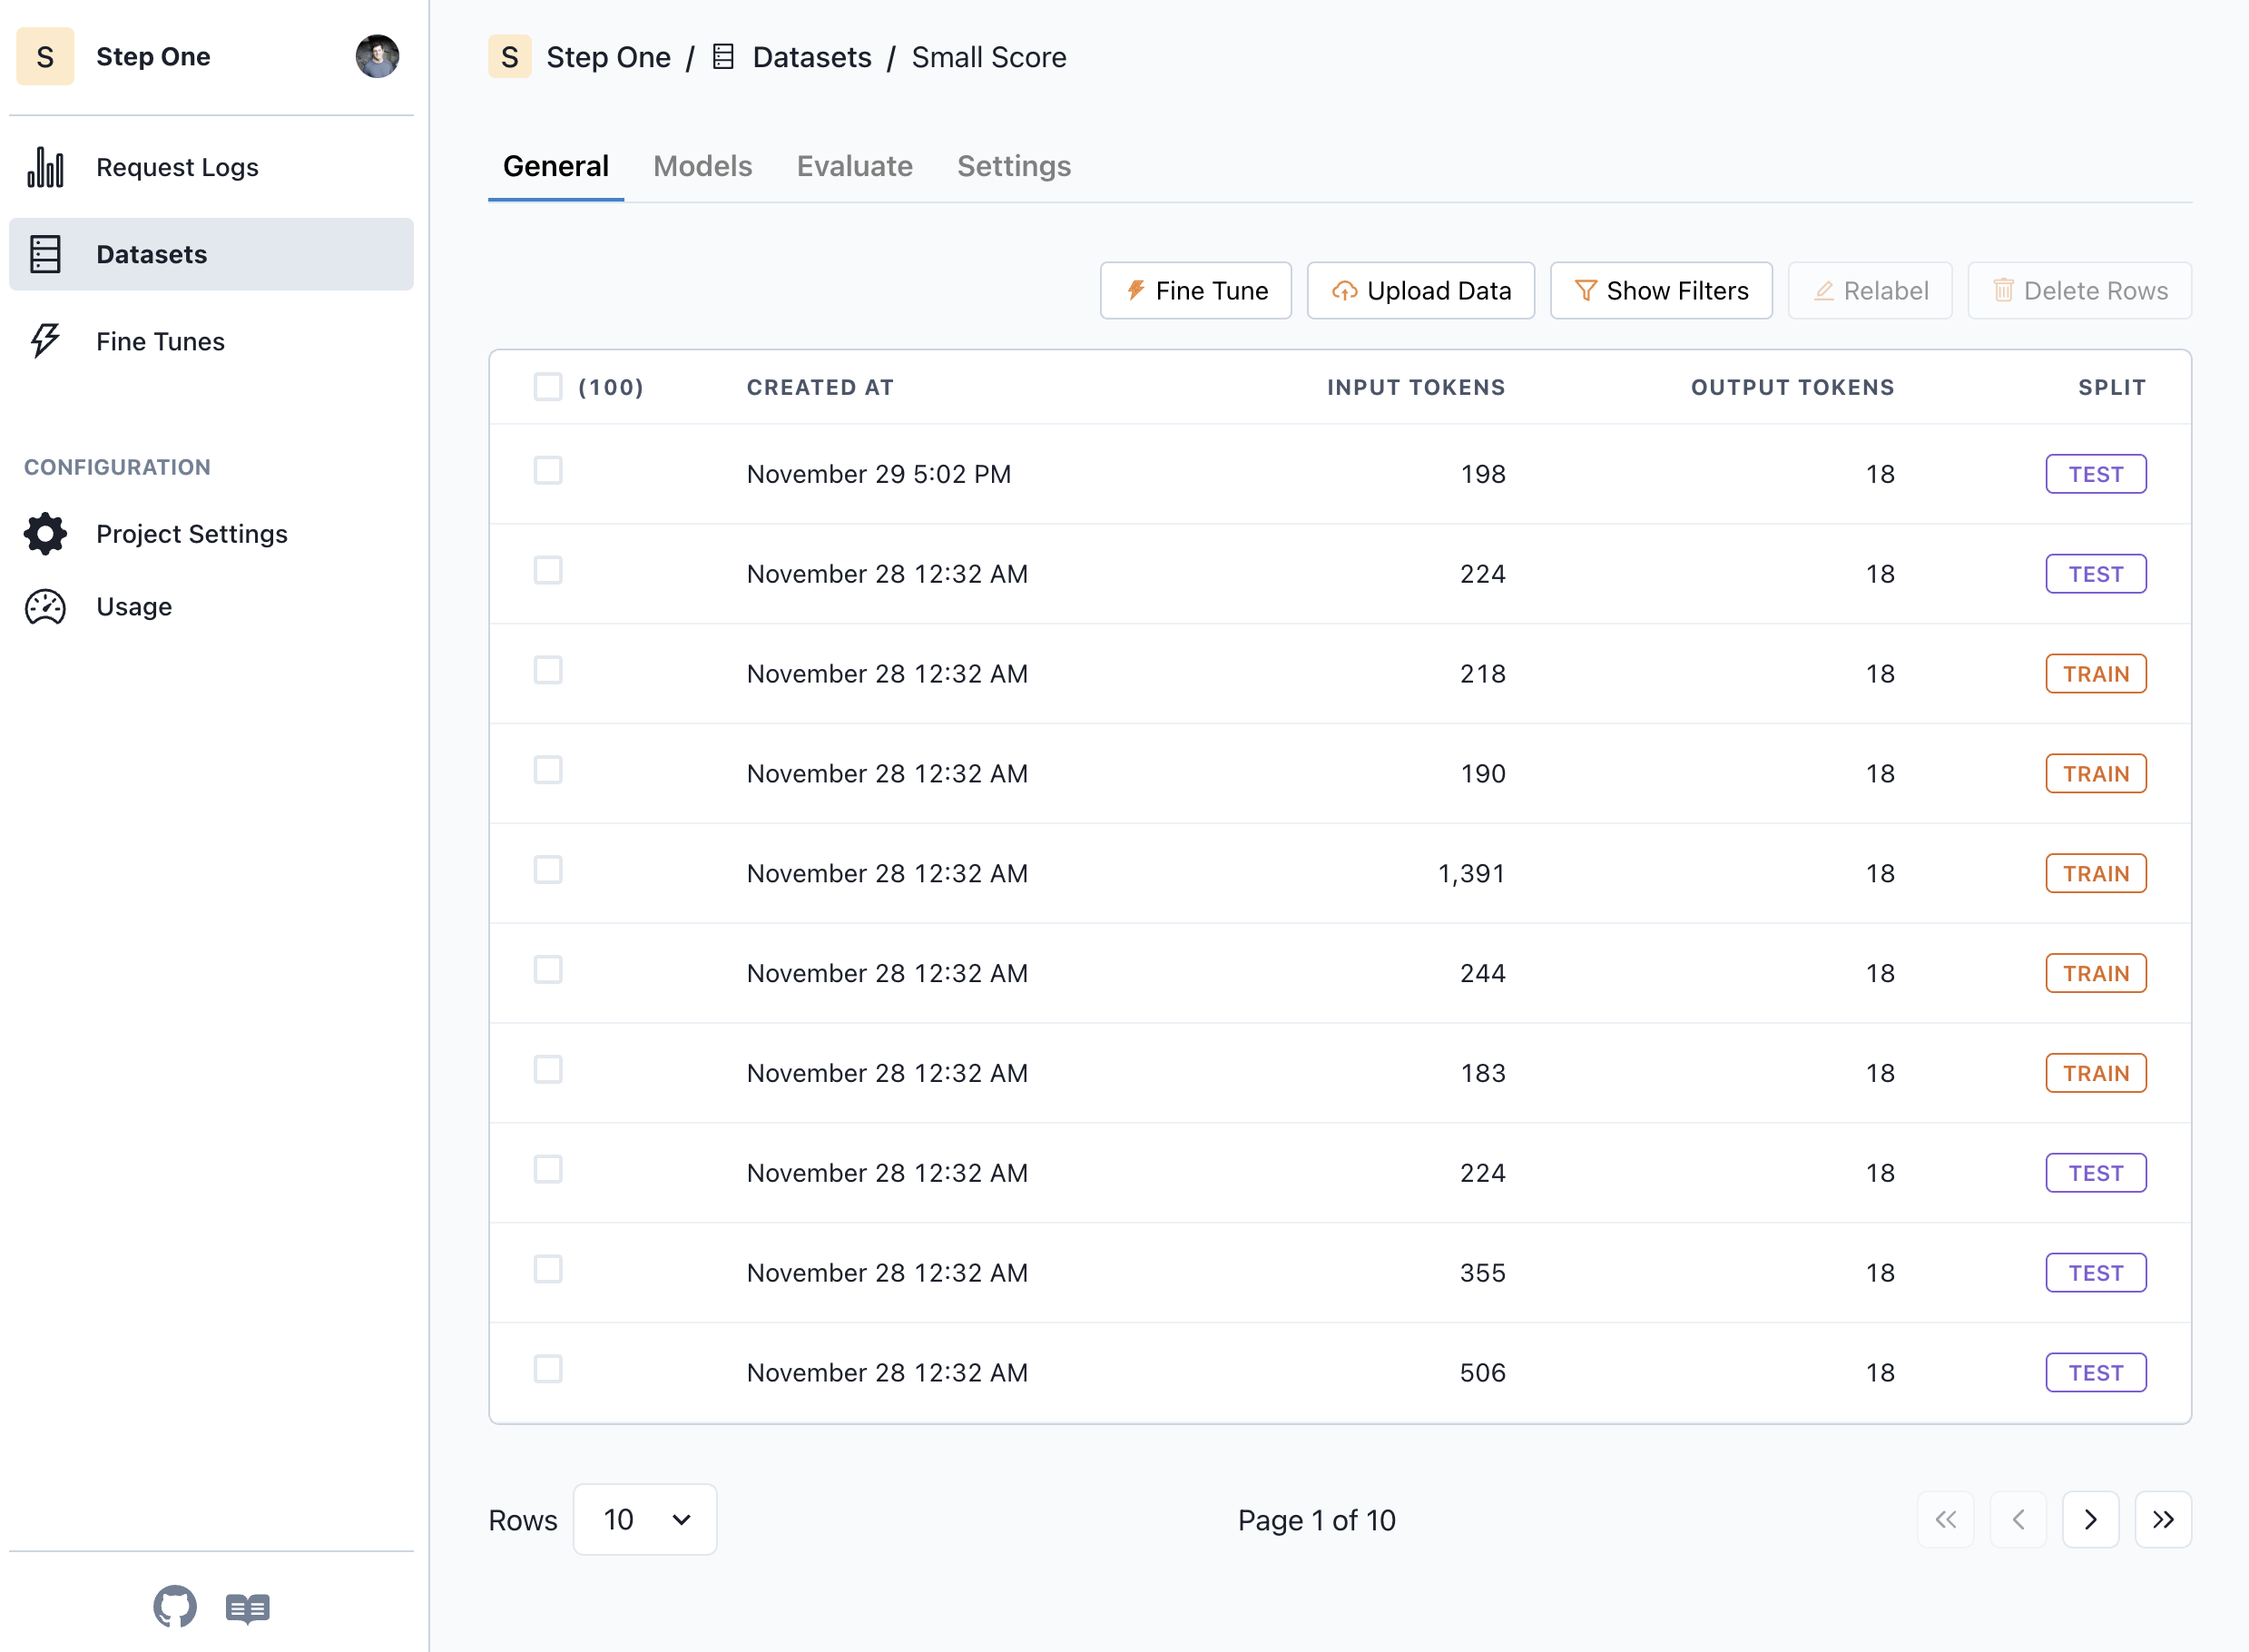 S Step One
Request Logs
Datasets
Fine Tunes
CONFIGURATION
Project Settings
Usage
S Step One / Datasets / Small Score
General Models Evaluate Settings
Fine Tune Upload Data Show Filters Relabel Delete Rows
(100) CREATED AT INPUT TOKENS OUTPUT TOKENS SPLIT
November 29 5:02 PM 198 18 TEST
November 28 12:32 AM 224 18 TEST
November 28 12:32 AM 218 18 TRAIN
November 28 12:32 AM 190 18 TRAIN
November 28 12:32 AM 1,391 18 TRAIN
November 28 12:32 AM 244 18 TRAIN
November 28 12:32 AM 183 18 TRAIN
November 28 12:32 AM 224 18 TEST
November 28 12:32 AM 355 18 TEST
November 28 12:32 AM 506 18 TEST
Rows 10 Page 1 of 10